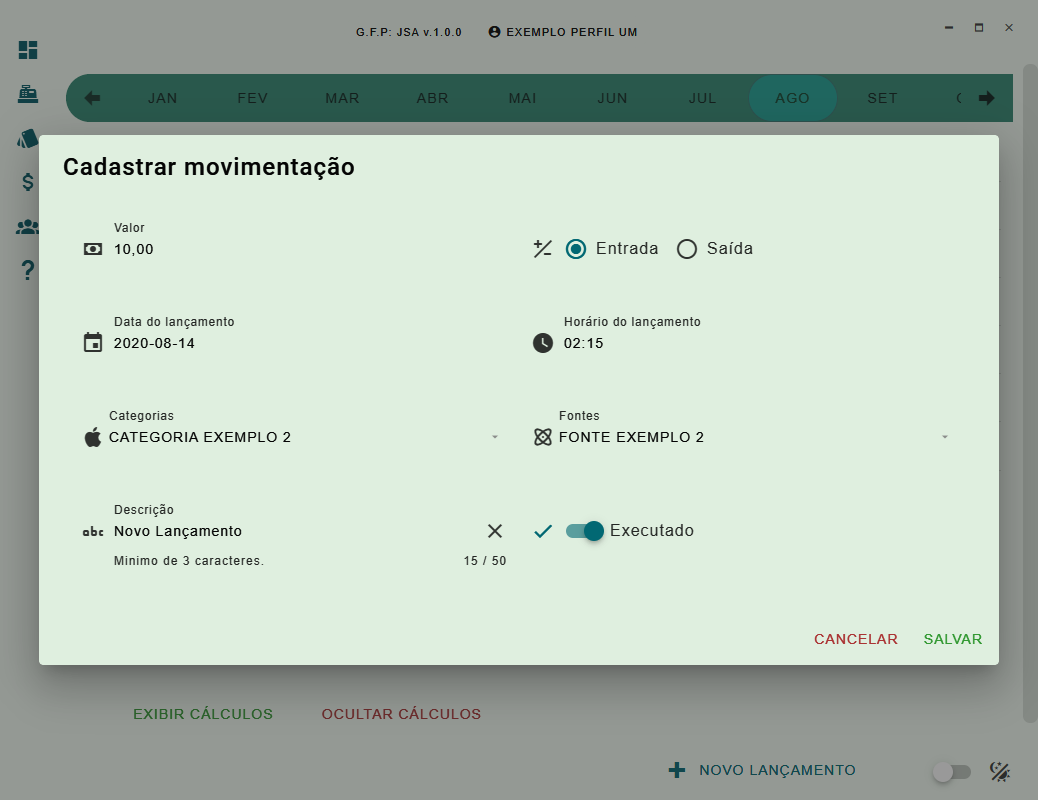 G.F.P: JSA v.1.0.0 EXEMPLO PERFIL UM
JAN FEV MAR ABR MAI JUN JUL AGO SET
Cadastrar movimentação
Valor
10,00
Entrada Saída
Data do lançamento
2020-08-14
Horário do lançamento
02:15
Categorias
CATEGORIA EXEMPLO 2
Fontes
FONTE EXEMPLO 2
Descrição
abc Novo Lançamento
Minimo de 3 caracteres. 15 / 50
Executado
CANCELAR SALVAR
EXIBIR CÁLCULOS OCULTAR CÁLCULOS
NOVO LANÇAMENTO